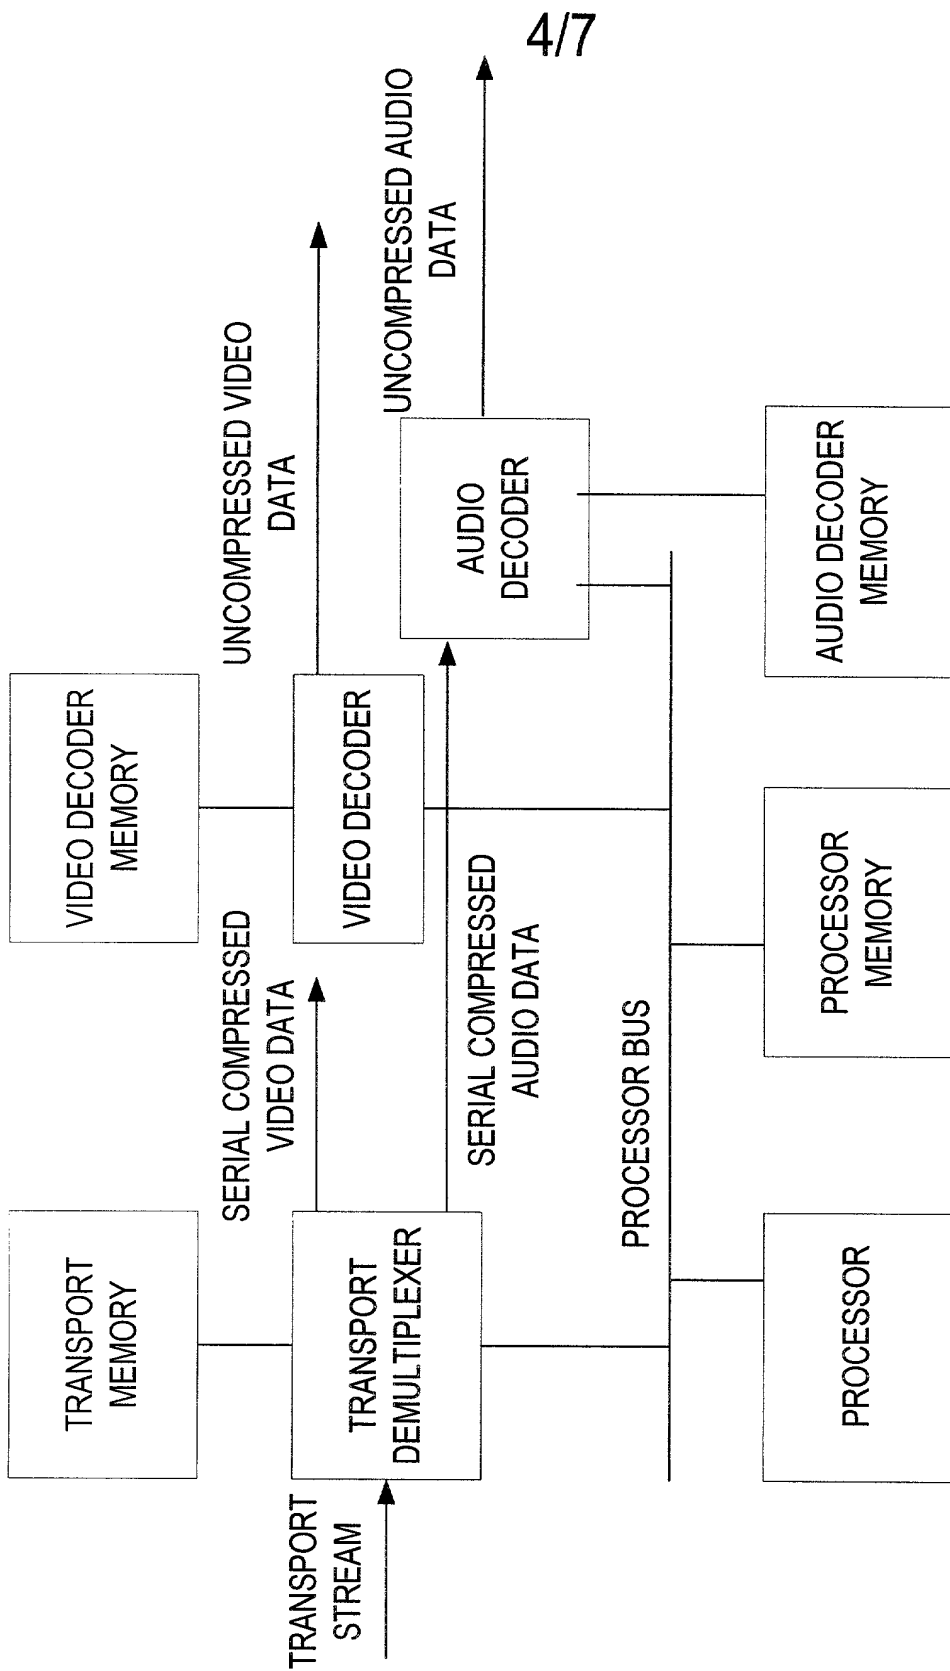 4/7
TRANSPORT
MEMORY
VIDEO DECODER
MEMORY
SERIAL COMPRESSED
VIDEO DATA
UNCOMPRESSED VIDEO
DATA
TRANSPORT
STREAM
TRANSPORT
DEMULTIPLEXER
VIDEO DECODER
UNCOMPRESSED AUDIO
DATA
AUDIO
DECODER
SERIAL COMPRESSED
AUDIO DATA
PROCESSOR BUS
PROCESSOR
PROCESSOR
MEMORY
AUDIO DECODER
MEMORY